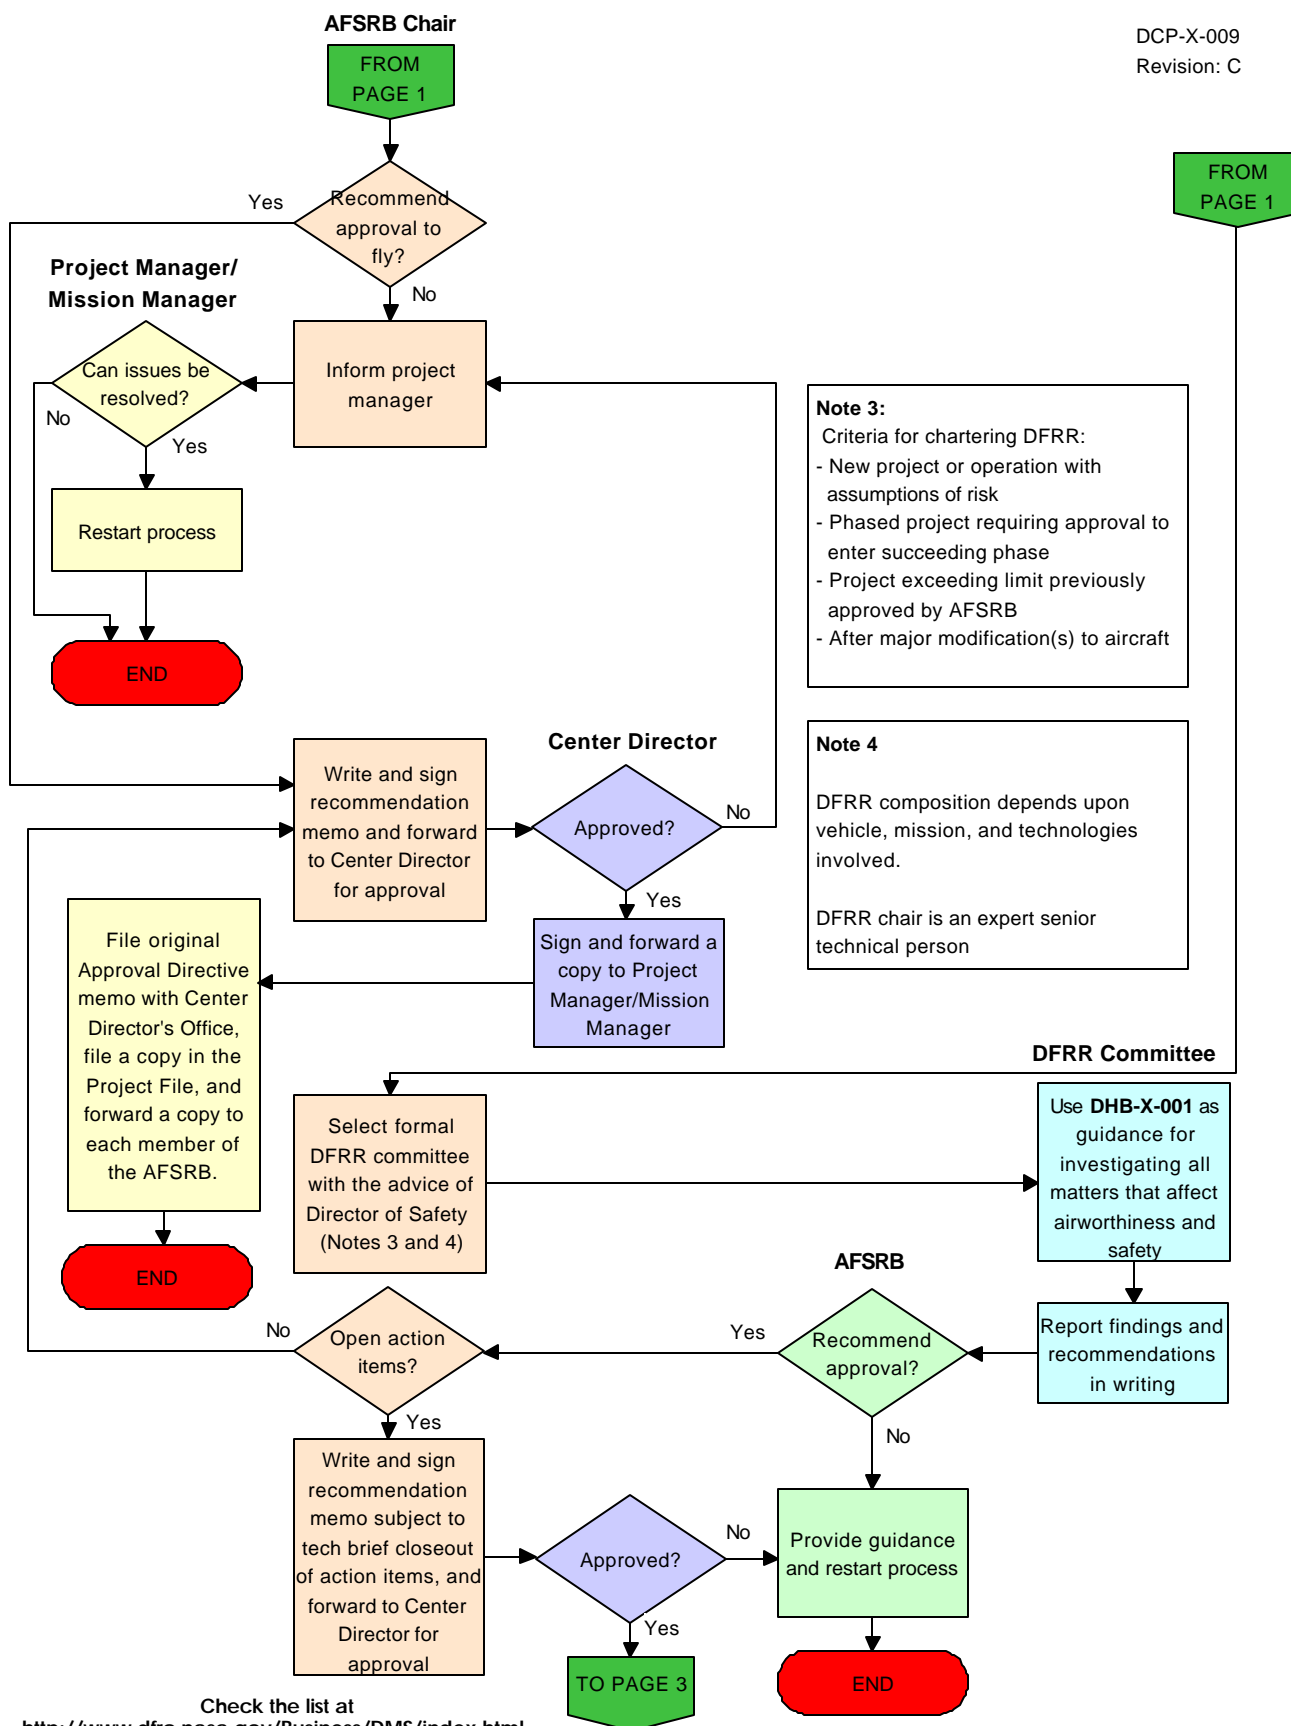 AFSRB Chair
DCP-X-009
Revision: C
FROM
PAGE 1
FROM
PAGE 1
Yes
Recommend
approval to
fly?
No
Project Manager/
Mission Manager
Can issues be
resolved?
No
Yes
Inform project
manager
Restart process
END
Note 3:
Criteria for chartering DFRR:
- New project or operation with
assumptions of risk
- Phased project requiring approval to
enter succeeding phase
- Project exceeding limit previously
approved by AFSRB
- After major modification(s) to aircraft
Note 4
DFRR composition depends upon
vehicle, mission, and technologies
involved.
DFRR chair is an expert senior
technical person
Center Director
Write and sign
recommendation
memo and forward
to Center Director
for approval
Approved?
No
Yes
Sign and forward a
copy to Project
Manager/Mission
Manager
File original
Approval Directive
memo with Center
Director's Office,
file a copy in the
Project File, and
forward a copy to
each member of
the AFSRB.
END
DFRR Committee
Select formal
DFRR committee
with the advice of
Director of Safety
(Notes 3 and 4)
Use DHB-X-001 as
guidance for
investigating all
matters that affect
airworthiness and
safety
Report findings and
recommendations
in writing
AFSRB
Recommend
approval?
Yes
No
Open action
items?
No
Yes
Write and sign
recommendation
memo subject to
tech brief closeout
of action items, and
forward to Center
Director for
approval
Approved?
No
Yes
Provide guidance
and restart process
END
TO PAGE 3
Check the list at
http://www.dfrc.nasa.gov/Business/DMS/index.html